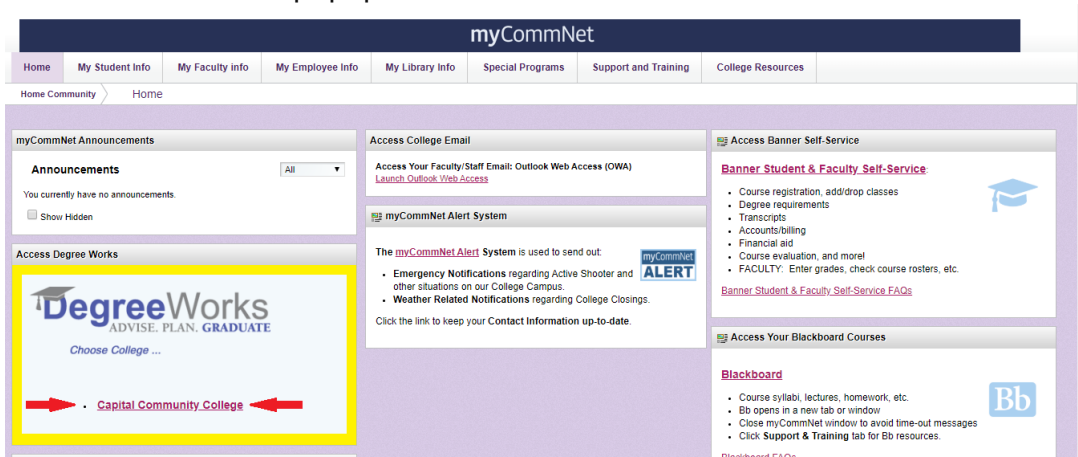 myCommNet
Home
My Student Info
My Faculty info
My Employee Info
My Library Info
Special Programs
Support and Training
College Resources
Home Community
Home
myCommNet Announcements
Announcements
All
You currently have no announcements.
Show Hidden
Access Degree Works
DegreeWorks
ADVISE. PLAN. GRADUATE
Choose College ...
• Capital Community College
Access College Email
Access Your Faculty/Staff Email: Outlook Web Access (OWA)
Launch Outlook Web Access
myCommNet Alert System
The myCommNet Alert System is used to send out:
myCommNet
ALERT
• Emergency Notifications regarding Active Shooter and
other situations on our College Campus.
• Weather Related Notifications regarding College Closings.
Click the link to keep your Contact Information up-to-date.
Access Banner Self-Service
Banner Student & Faculty Self-Service:
• Course registration, add/drop classes
• Degree requirements
• Transcripts
• Accounts/billing
• Financial aid
• Course evaluation, and more!
• FACULTY: Enter grades, check course rosters, etc.
Banner Student & Faculty Self-Service FAQs
Access Your Blackboard Courses
Blackboard
Bb
• Course syllabi, lectures, homework, etc.
• Bb opens in a new tab or window
• Close myCommNet window to avoid time-out messages
• Click Support & Training tab for Bb resources.
Blackboard FAQs